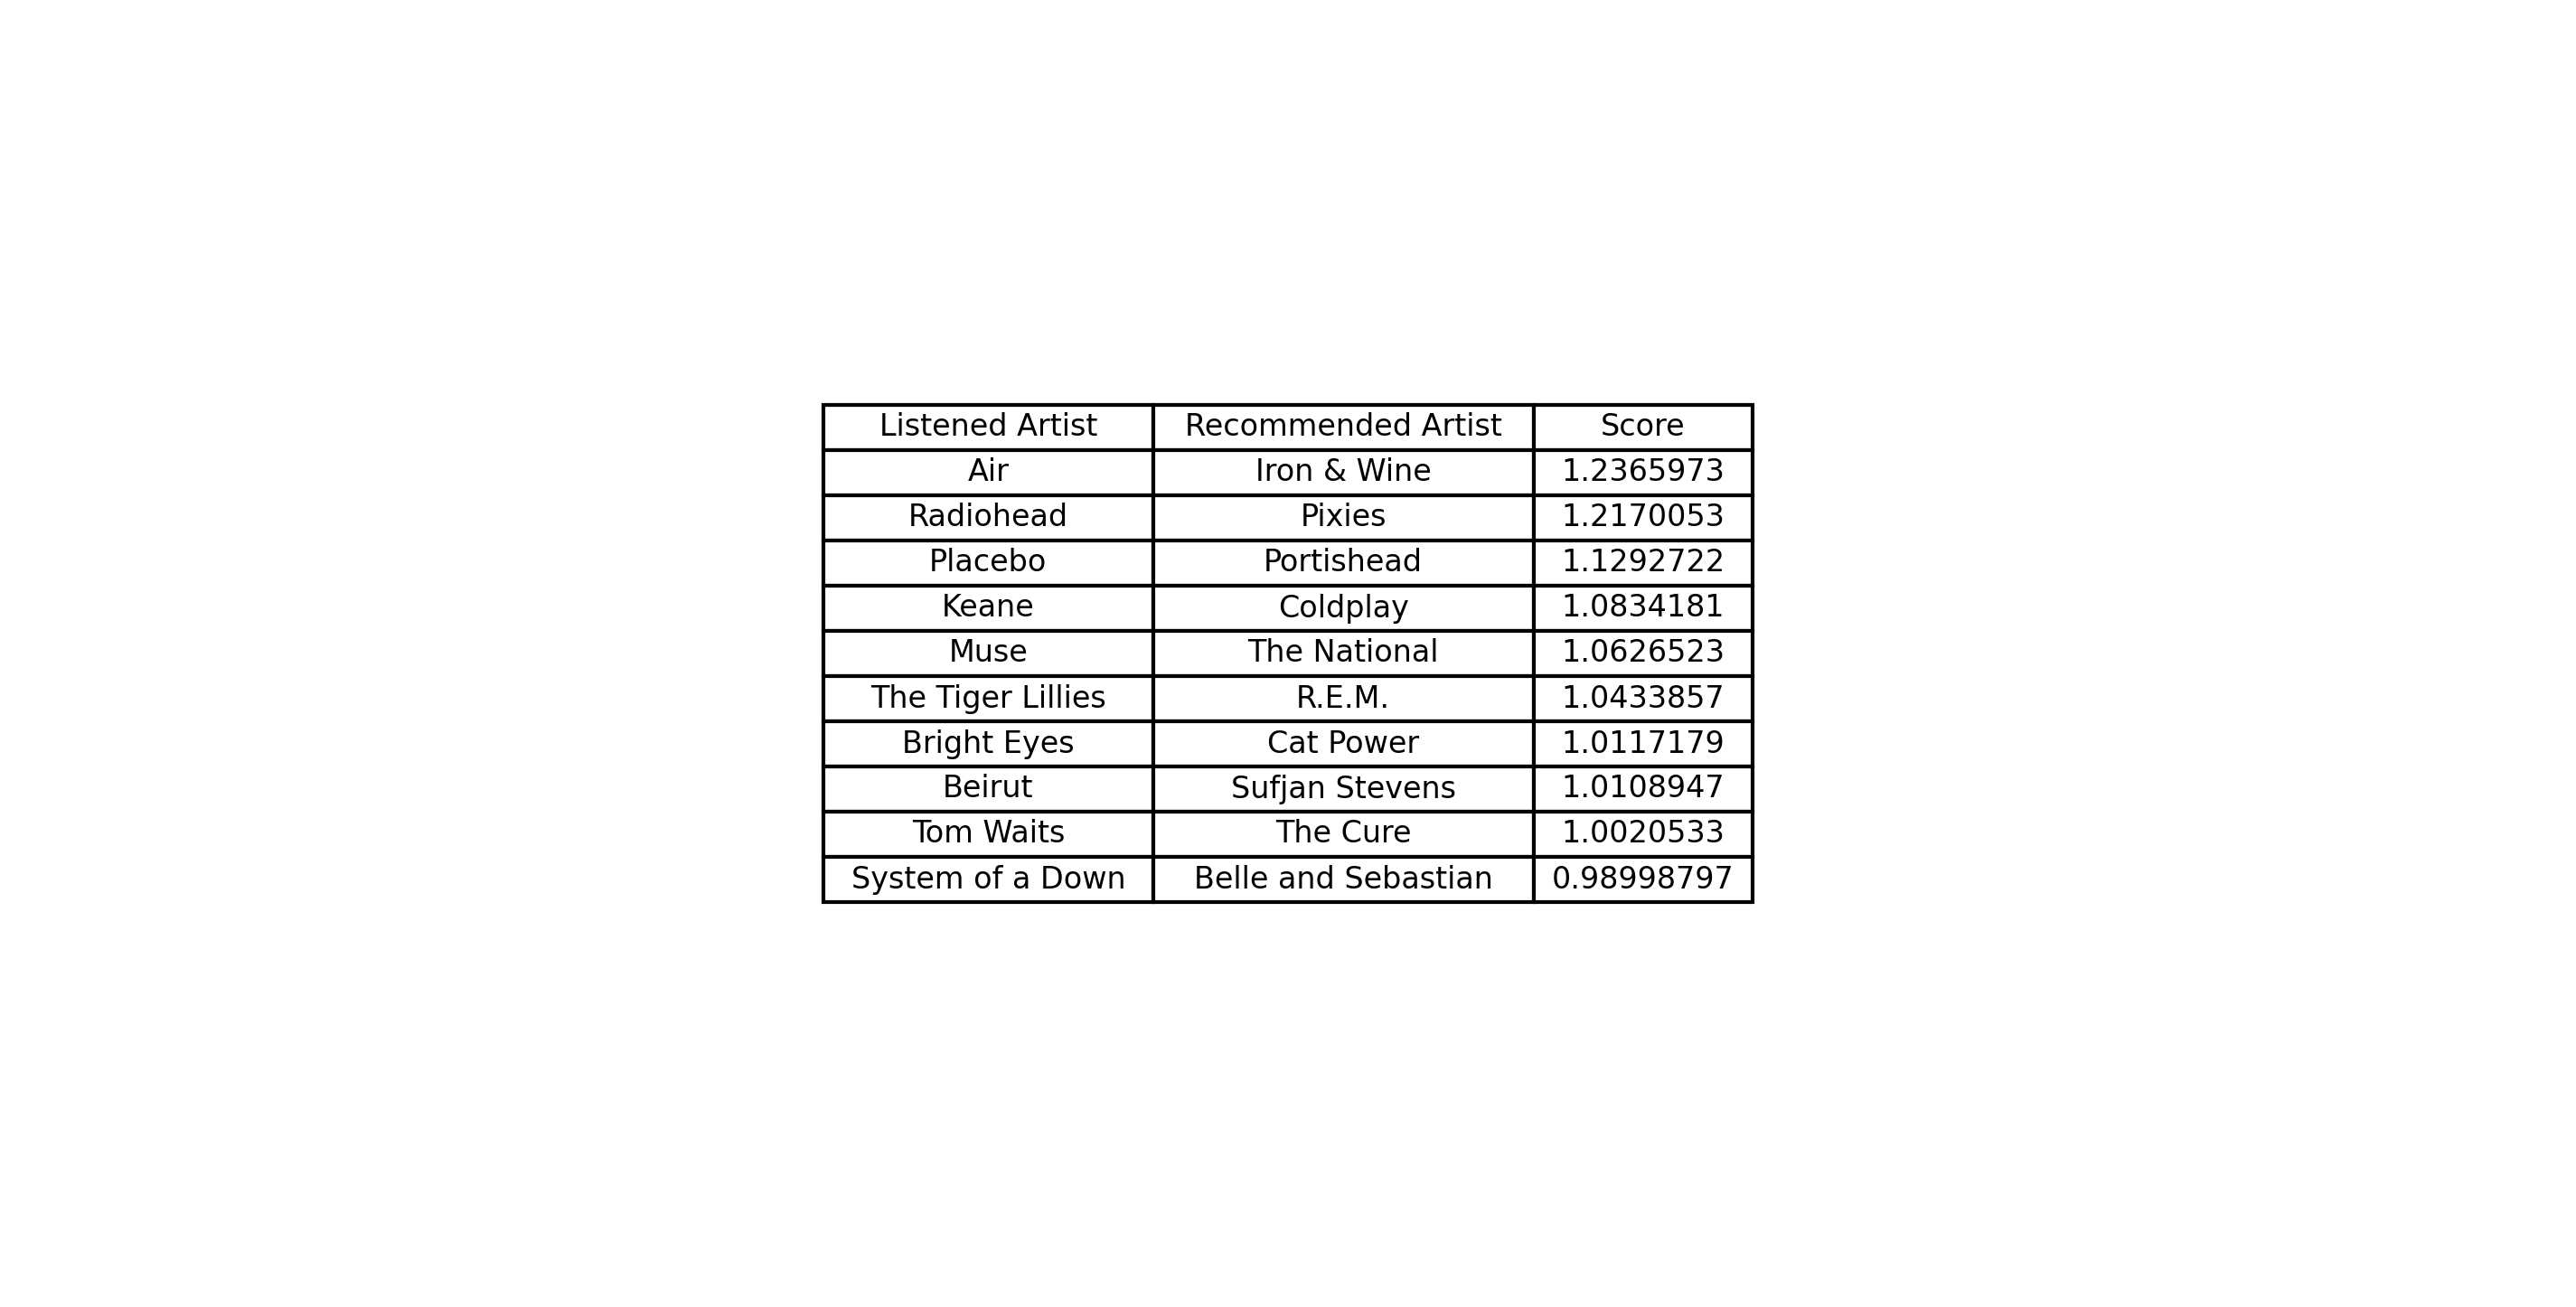 Listened Artist Recommended Artist Score
Air Iron & Wine 1.2365973
Radiohead Pixies 1.2170053
Placebo Portishead 1.1292722
Keane Coldplay 1.0834181
Muse The National 1.0626523
The Tiger Lillies R.E.M. 1.0433857
Bright Eyes Cat Power 1.0117179
Beirut Sufjan Stevens 1.0108947
Tom Waits The Cure 1.0020533
System of a Down Belle and Sebastian 0.98998797